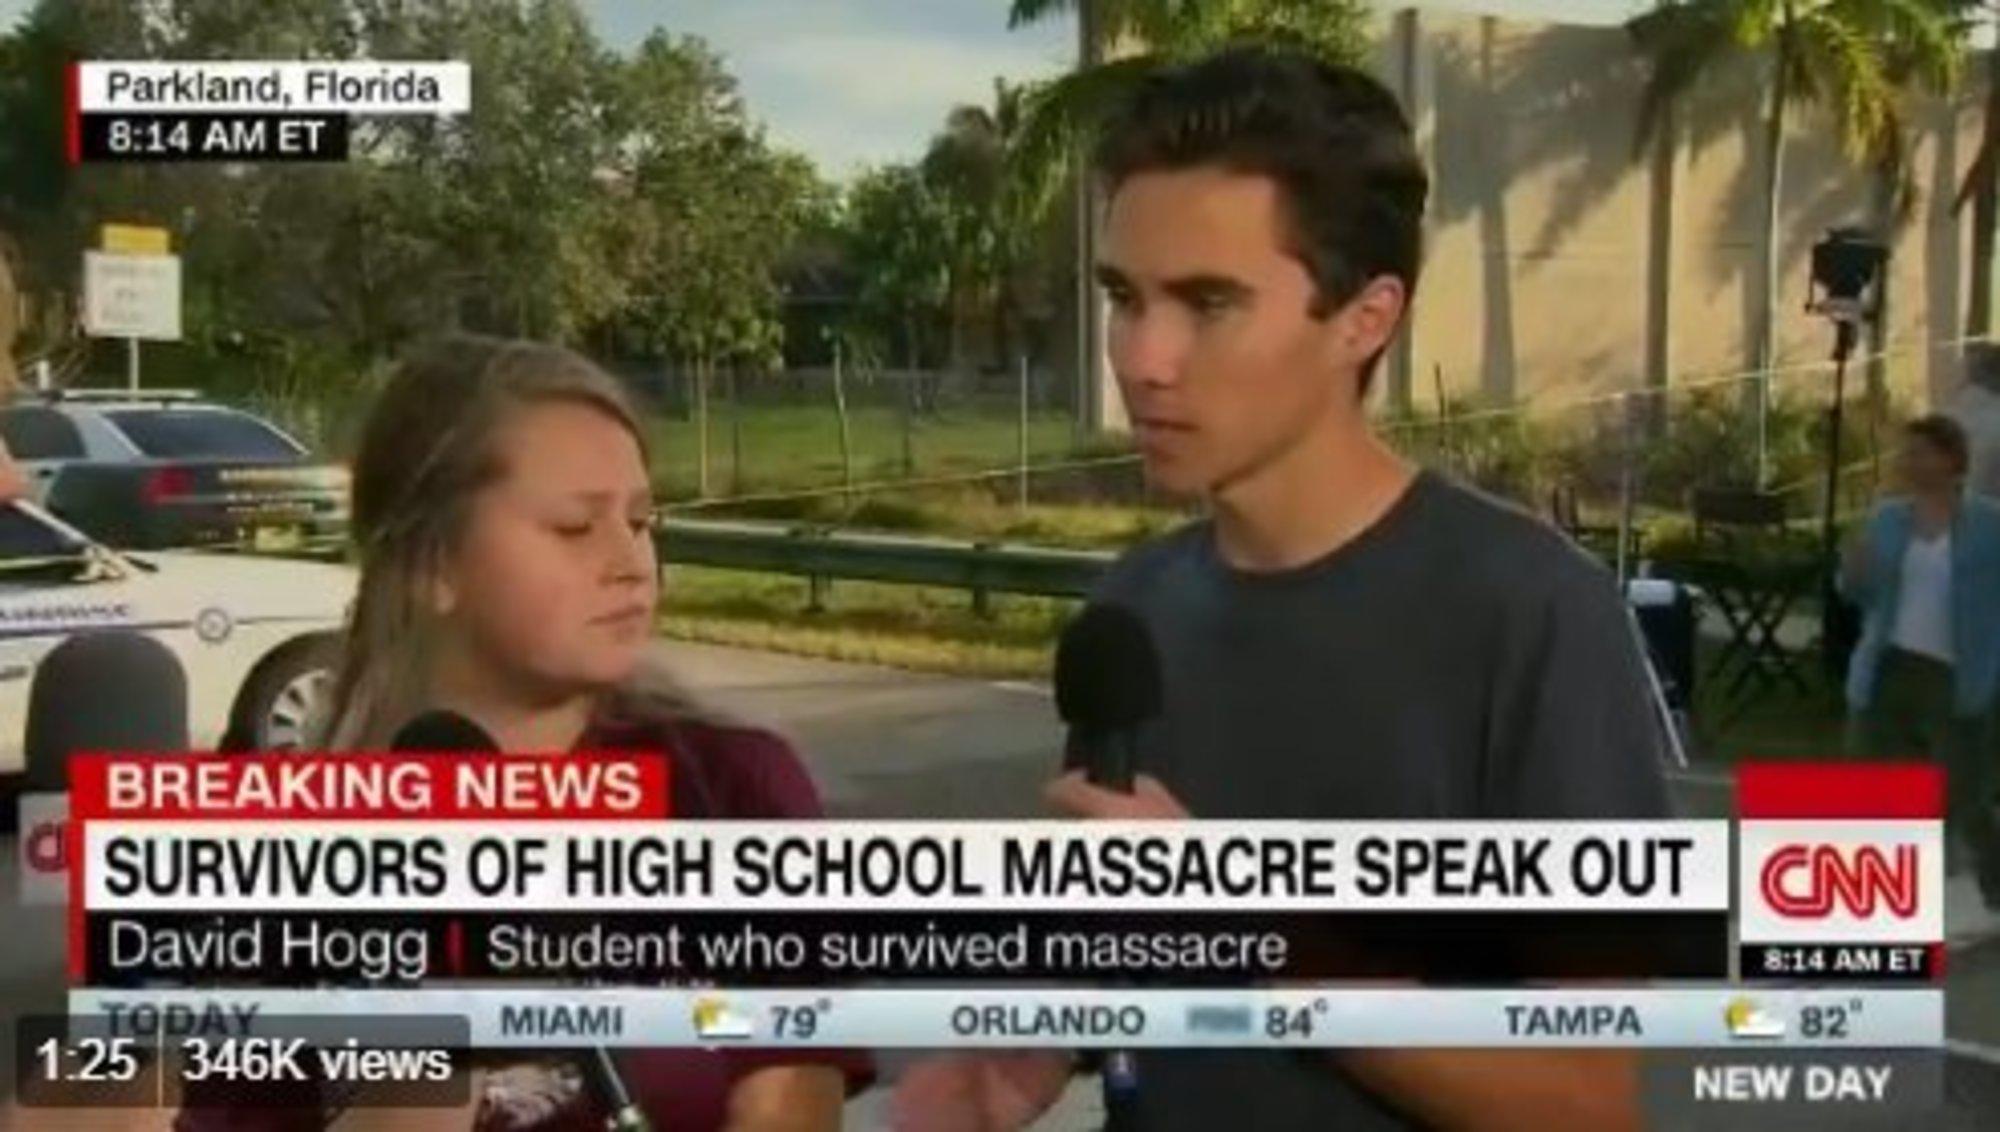 Parkland, Florida
8:14 AM ET
BREAKING NEWS
SURVIVORS OF HIGH SCHOOL MASSACRE SPEAK OUT
David Hogg | Student who survived massacre
CNN
8:14 AM ET
TODAY MIAMI 79° ORLANDO 84° TAMPA 82°
1:25 346K views
NEW DAY